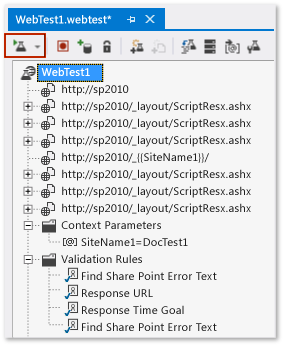 WebTest1.webtest*
WebTest1
http://sp2010
http://sp2010/_layout/ScriptResx.ashx
http://sp2010/_layout/ScriptResx.ashx
http://sp2010/_layout/ScriptResx.ashx
http://sp2010/_{{SiteName1}}/
http://sp2010/_layout/ScriptResx.ashx
http://sp2010/_layout/ScriptResx.ashx
http://sp2010/_layout/ScriptResx.ashx
Context Parameters
[@] SiteName1=DocTest1
Validation Rules
Find Share Point Error Text
Response URL
Response Time Goal
Find Share Point Error Text